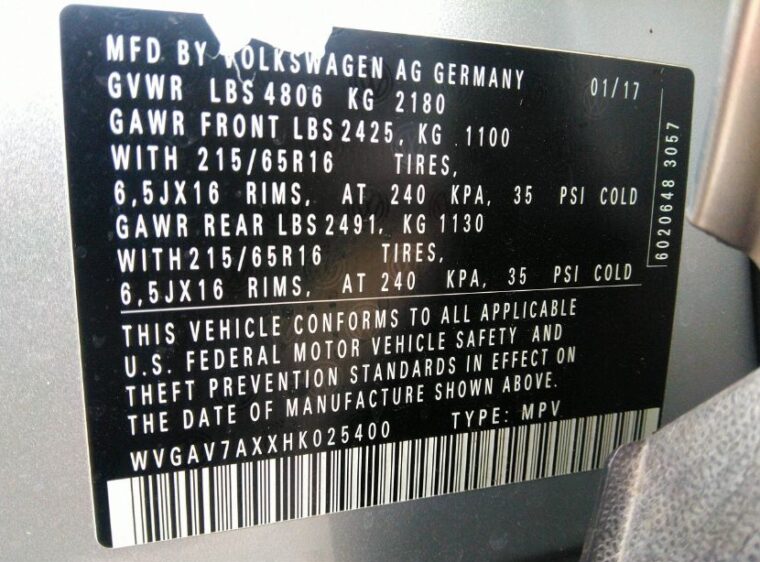 MFD BY VOLKSWAGEN AG GERMANY
01/17
GVWR LBS 4806 KG 2180
GAWR FRONT LBS 2425, KG 1100
WITH 215/65R16 TIRES,
6,5JX16 RIMS, AT 240 KPA, 35 PSI COLD
GAWR REAR LBS 2491, KG 1130
WITH 215/65R16 TIRES,
6,5JX16 RIMS, AT 240 KPA, 35 PSI COLD
6020648 3057
THIS VEHICLE CONFORMS TO ALL APPLICABLE
U.S. FEDERAL MOTOR VEHICLE SAFETY AND
THEFT PREVENTION STANDARDS IN EFFECT ON
THE DATE OF MANUFACTURE SHOWN ABOVE.
WVGAV7AXXHK025400 TYPE: MPV